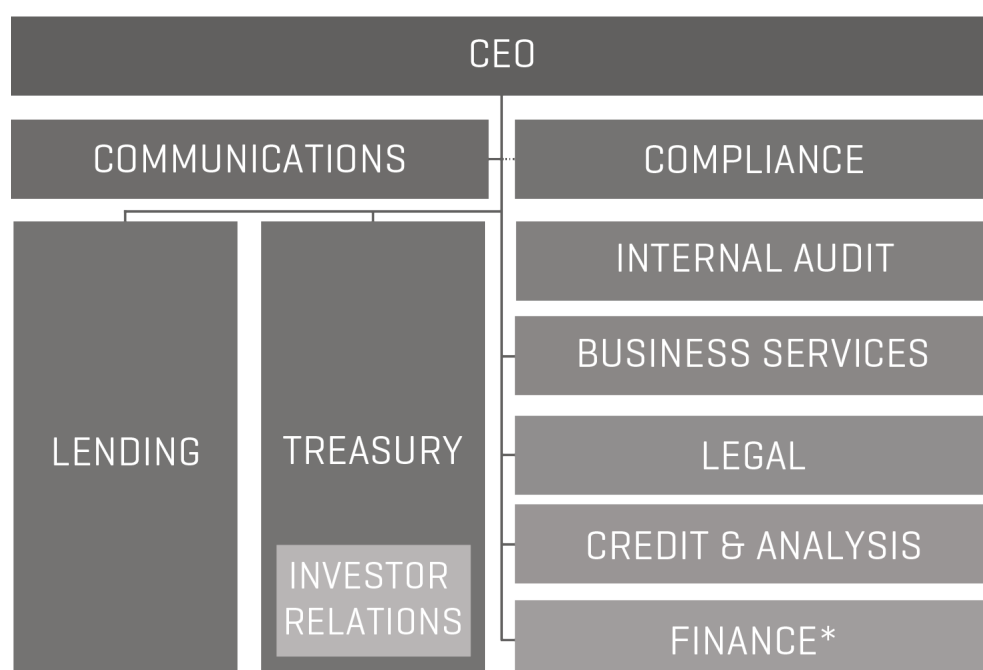 CEO
COMMUNICATIONS
COMPLIANCE
INTERNAL AUDIT
BUSINESS SERVICES
LENDING
TREASURY
LEGAL
CREDIT & ANALYSIS
INVESTOR
RELATIONS
FINANCE*